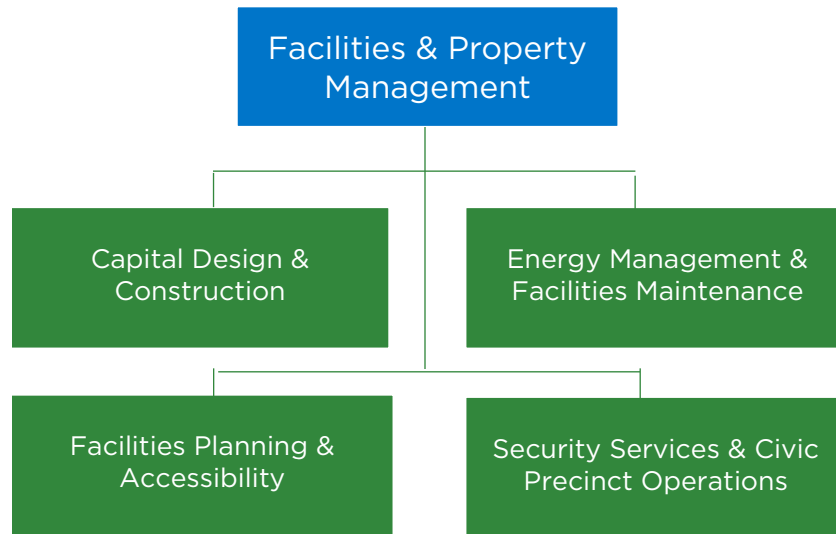 Facilities & Property
Management
Capital Design &
Construction
Energy Management &
Facilities Maintenance
Facilities Planning &
Accessibility
Security Services & Civic
Precinct Operations